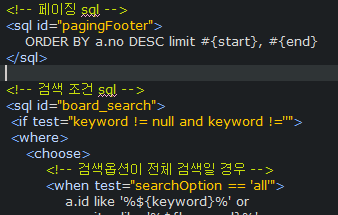 <!-- 페이징 sql -->
<sql id="pagingFooter">
ORDER BY a.no DESC limit #{start}, #{end}
</sql>
<!-- 검색 조건 sql -->
<sql id="board_search">
<if test="keyword != null and keyword !=''">
<where>
<choose>
<!-- 검색옵션이 전체 검색일 경우 -->
<when test="searchOption == 'all'">
a.id like '%${keyword}%' or